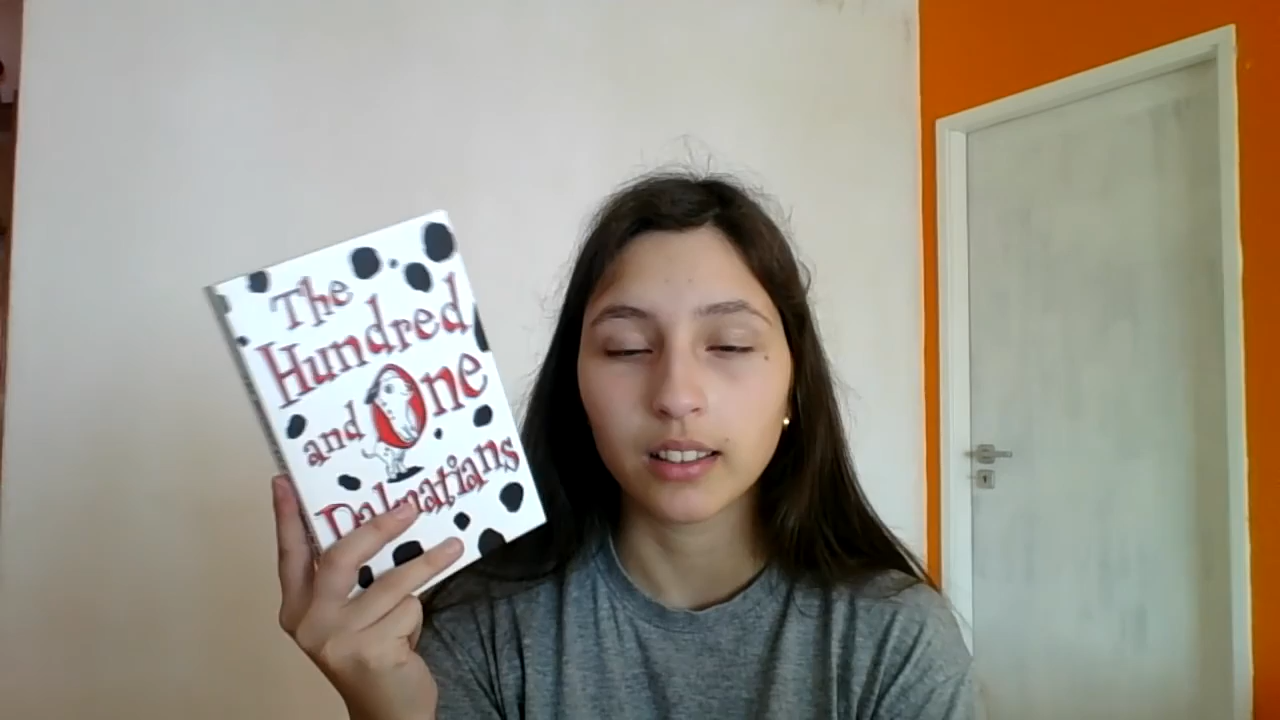 The
Hundred
and One
Dalmatians